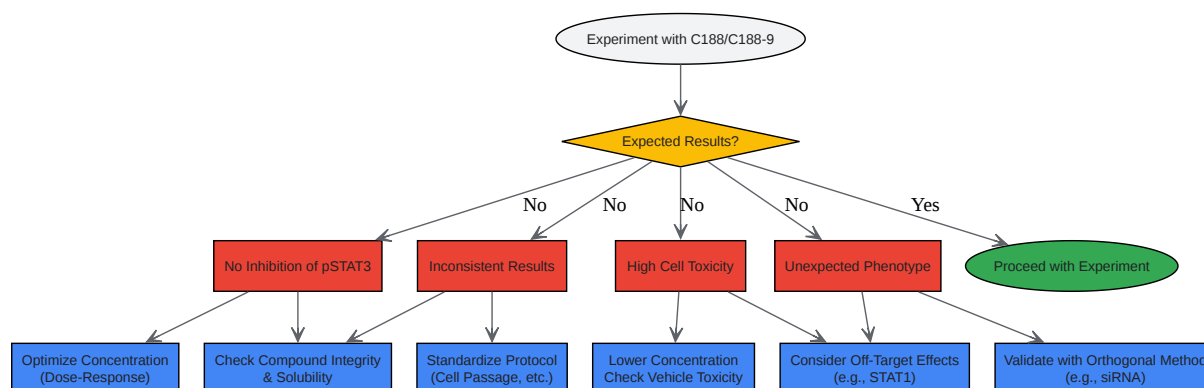 Experiment with C188/C188-9
Expected Results?
No
No
No
No
Yes
No Inhibition of pSTAT3
Inconsistent Results
High Cell Toxicity
Unexpected Phenotype
Proceed with Experiment
Optimize Concentration
(Dose-Response)
Check Compound Integrity
& Solubility
Standardize Protocol
(Cell Passage, etc.)
Lower Concentration
Check Vehicle Toxicity
Consider Off-Target Effects
(e.g., STAT1)
Validate with Orthogonal Method
(e.g., siRNA)